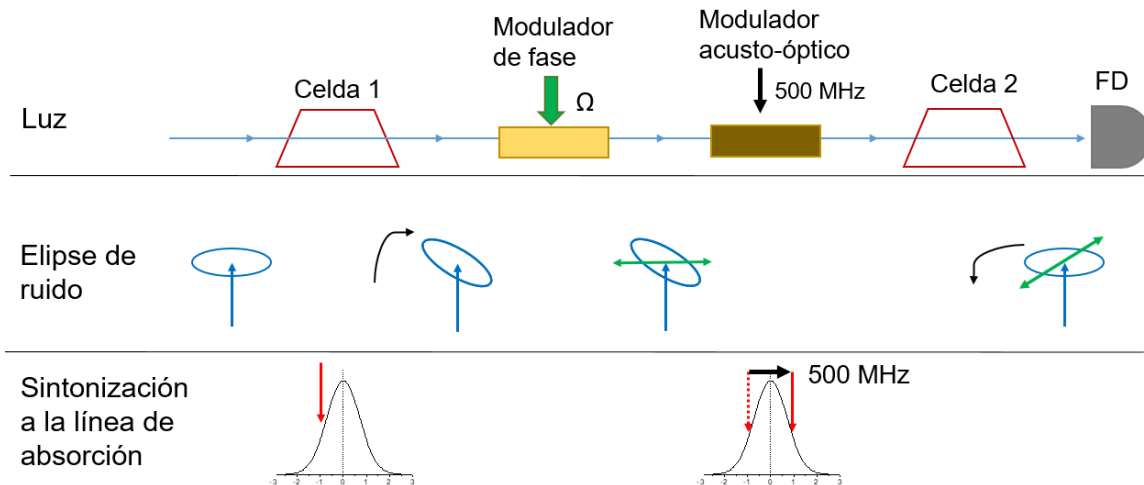 Modulador
de fase
Modulador
acusto-óptico
Celda 1
Ω
500 MHz
Celda 2
FD
Luz
Elipse de
ruido
Sintonización
a la línea de
absorción
500 MHz
-3 -2 -1 0 1 2 3
-3 -2 -1 0 1 2 3